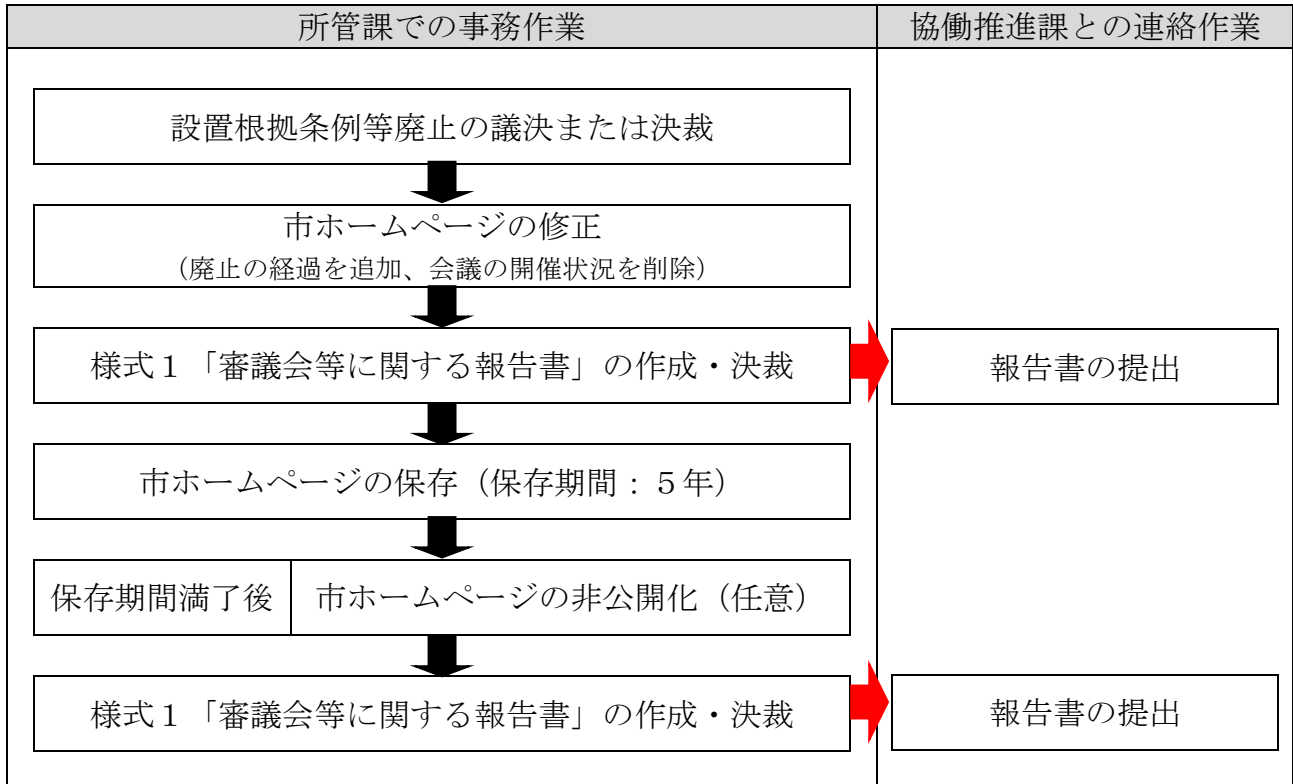 所管課での事務作業
協働推進課との連絡作業
設置根拠条例等廃止の議決または決裁
市ホームページの修正
（廃止の経過を追加、会議の開催状況を削除）
様式１「審議会等に関する報告書」の作成・決裁
報告書の提出
市ホームページの保存（保存期間：５年）
保存期間満了後
市ホームページの非公開化（任意）
様式１「審議会等に関する報告書」の作成・決裁
報告書の提出